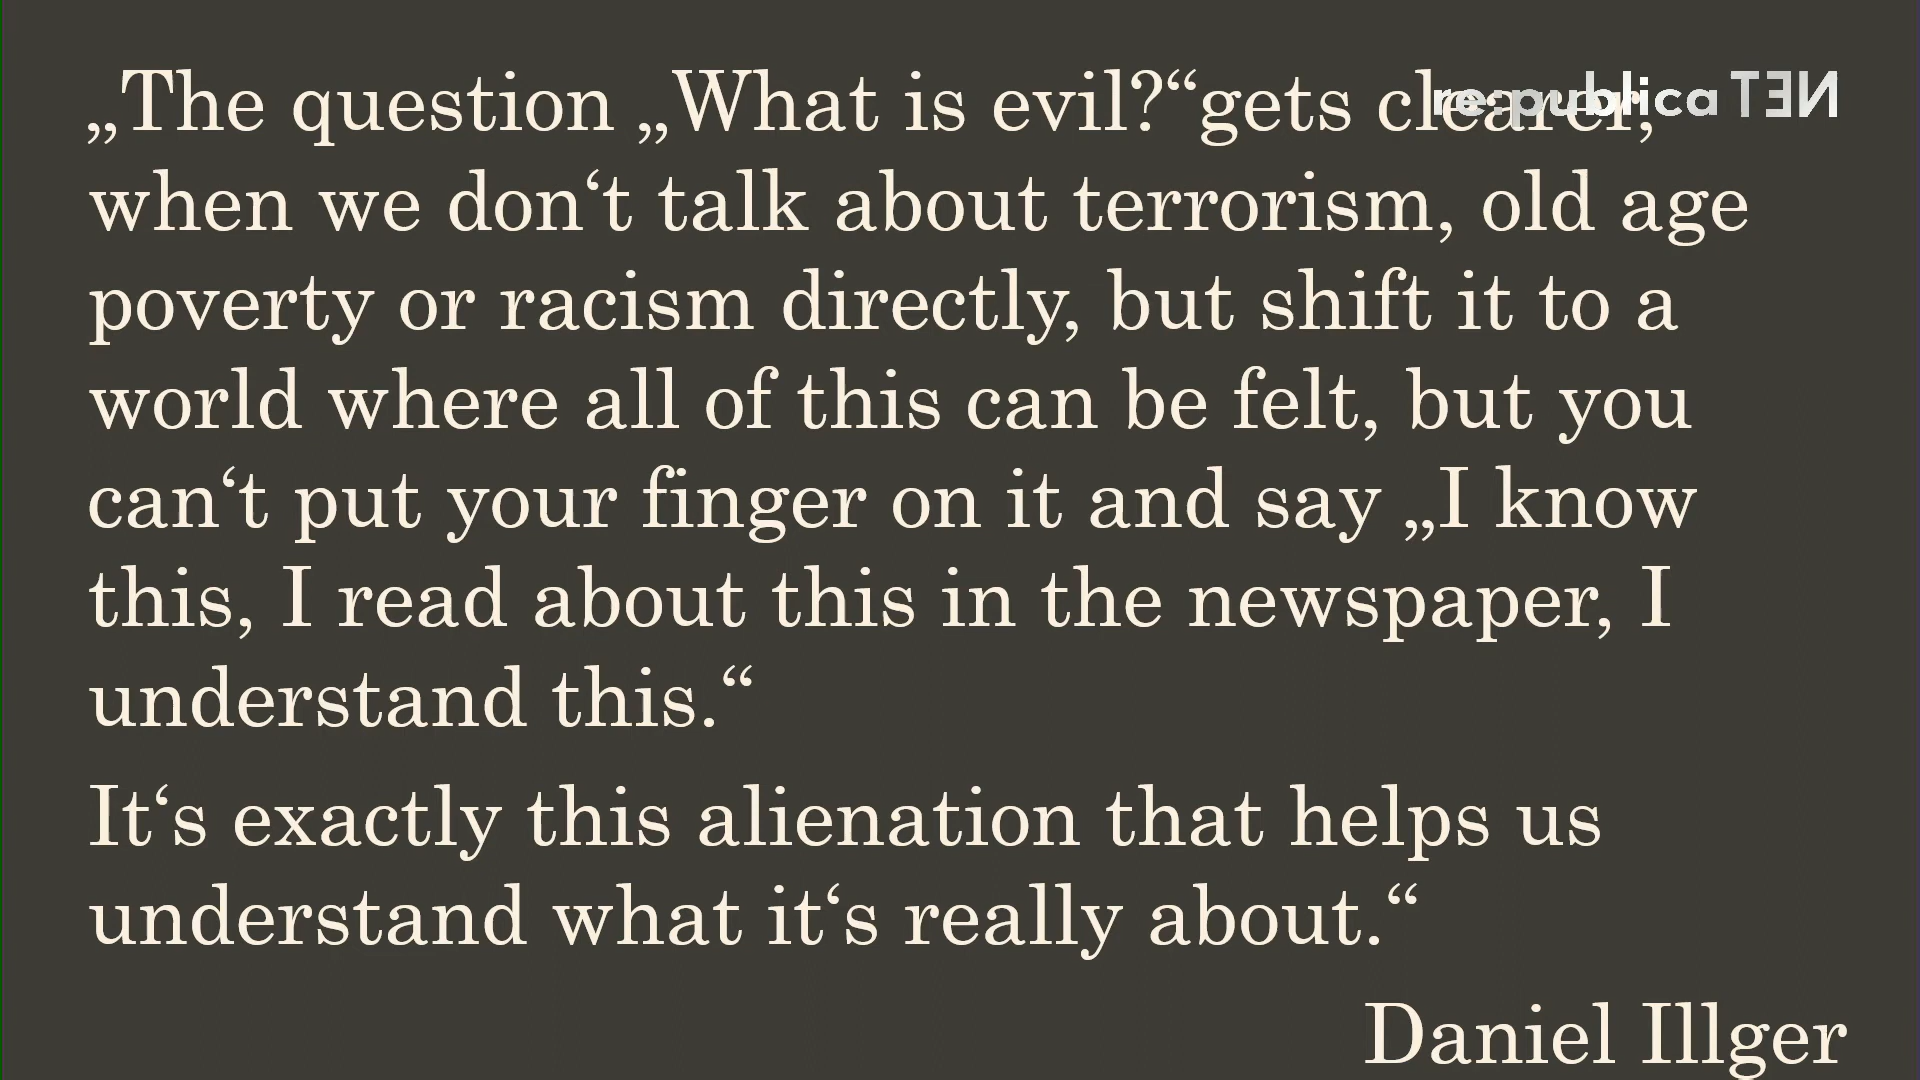 „The question „What is evil?“gets clearer,
re:publica TEN
when we don‘t talk about terrorism, old age
poverty or racism directly, but shift it to a
world where all of this can be felt, but you
can‘t put your finger on it and say „I know
this, I read about this in the newspaper, I
understand this.“
It‘s exactly this alienation that helps us
understand what it‘s really about.“
Daniel Illger